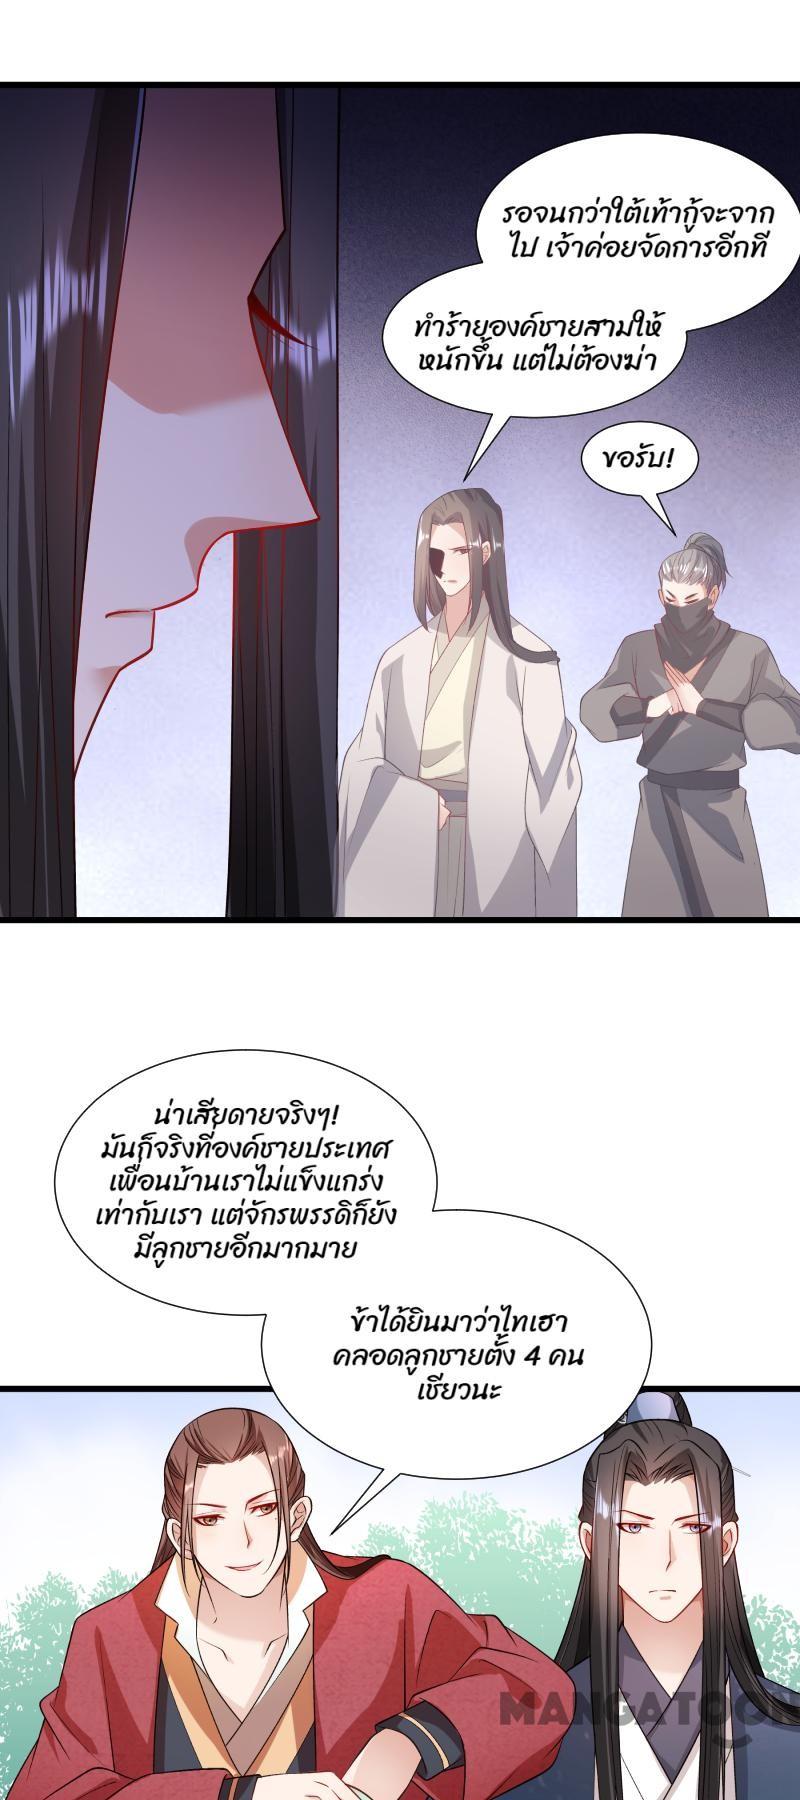 รอจนกว่าใต้เท้ากู้จะจาก
ไป เจ้าค่อยจัดการอีกที
ทำร้ายองค์ชายสามให้
หนักขึ้น แต่ไม่ต้องฆ่า
ขอรับ!
น่าเสียดายจริงๆ!
มันก็จริงที่องค์ชายประเทศ
เพื่อนบ้านเราไม่แข็งแกร่ง
เท่ากับเรา แต่จักรพรรดิก็ยัง
มีลูกชายอีกมากมาย
ข้าได้ยินมาว่าไทเฮา
คลอดลูกชายตั้ง 4 คน
เชียวนะ
MANGATOON